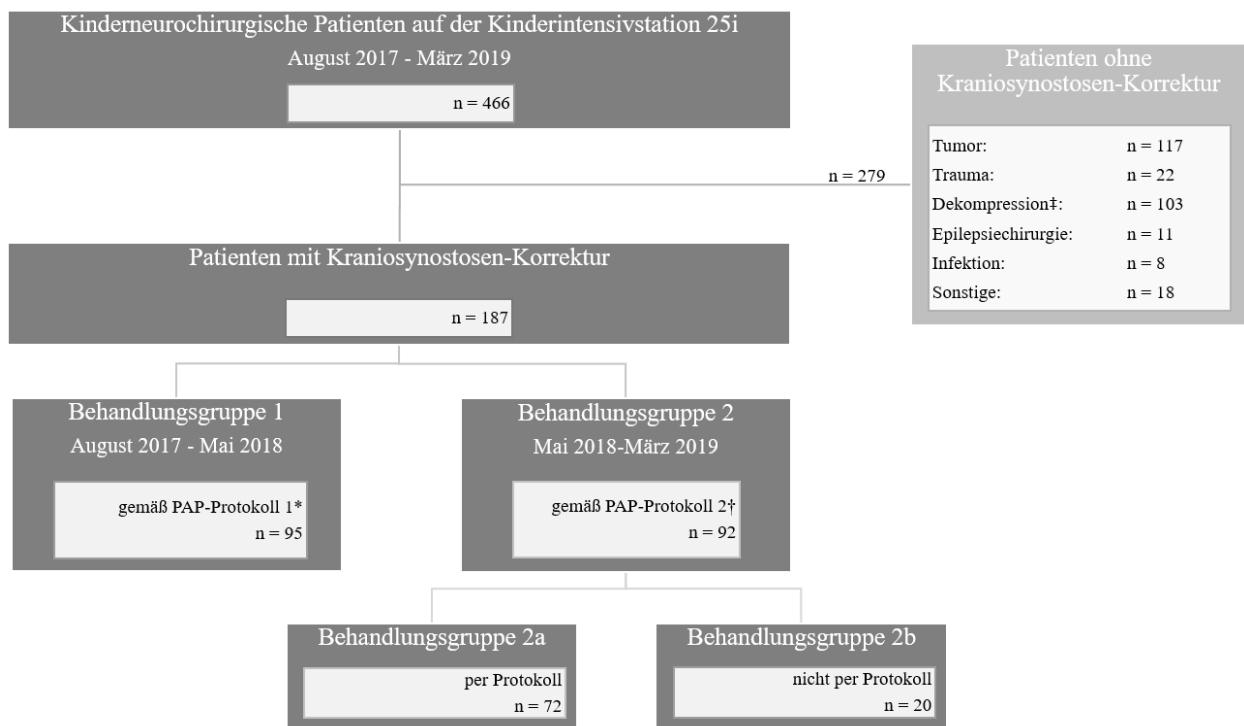 Kinderneurochirurgische Patienten auf der Kinderintensivstation 25i
August 2017 - März 2019
n = 466
Patienten ohne
Kraniosynostosen-Korrektur
Tumor: n = 117
Trauma: n = 22
Dekompression‡: n = 103
Epilepsiechirurgie: n = 11
Infektion: n = 8
Sonstige: n = 18
n = 279
Patienten mit Kraniosynostosen-Korrektur
n = 187
Behandlungsgruppe 1
August 2017 - Mai 2018
gemäß PAP-Protokoll 1*
n = 95
Behandlungsgruppe 2
Mai 2018-März 2019
gemäß PAP-Protokoll 2†
n = 92
Behandlungsgruppe 2a
per Protokoll
n = 72
Behandlungsgruppe 2b
nicht per Protokoll
n = 20